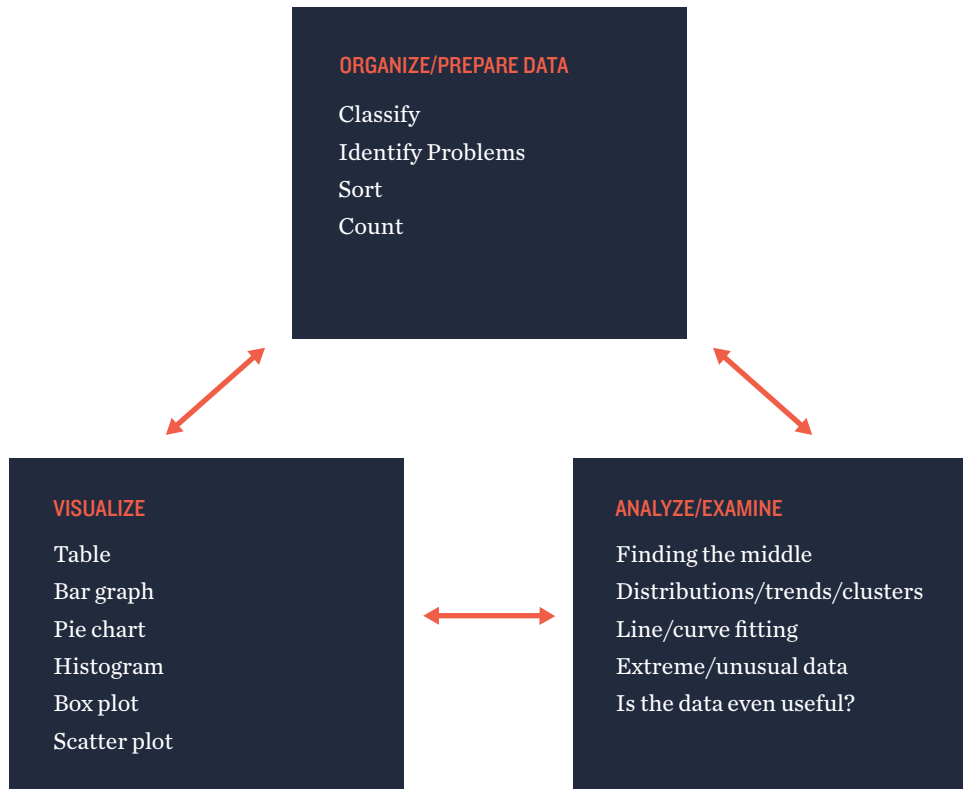 ORGANIZE/PREPARE DATA
Classify
Identify Problems
Sort
Count
VISUALIZE
Table
Bar graph
Pie chart
Histogram
Box plot
Scatter plot
ANALYZE/EXAMINE
Finding the middle
Distributions/trends/clusters
Line/curve fitting
Extreme/unusual data
Is the data even useful?